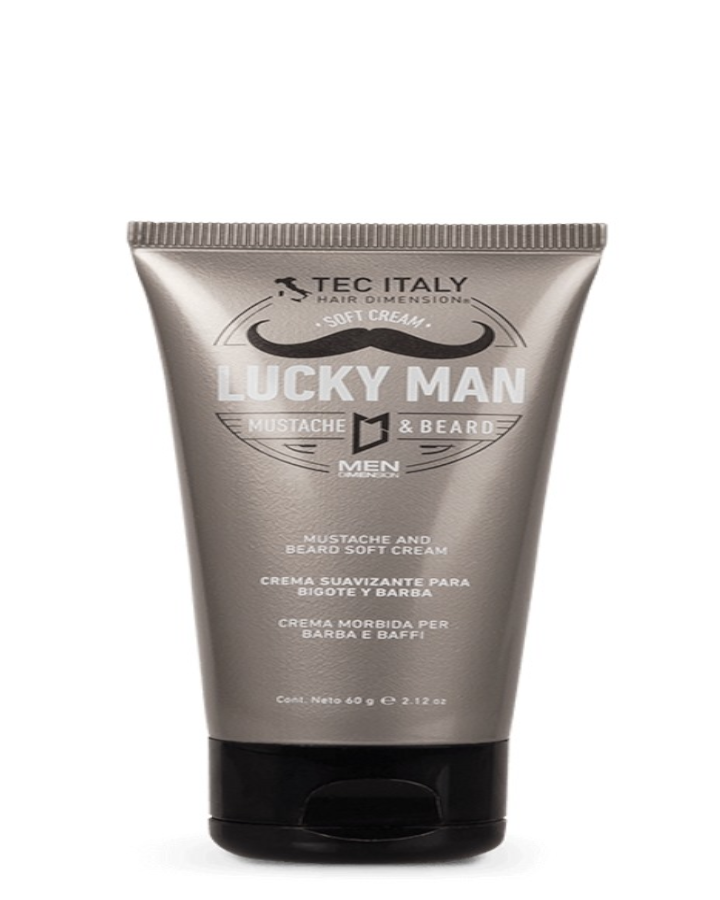 TEC ITALY
HAIR DIMENSION®
• SOFT CREAM •
LUCKY MAN
MUSTACHE & BEARD
MEN
DIMENSION
MUSTACHE AND
BEARD SOFT CREAM
CREMA SUAVIZANTE PARA
BIGOTE Y BARBA
CREMA MORBIDA PER
BARBA E BAFFI
Cont. Neto 60 g ℮ 2.12 oz